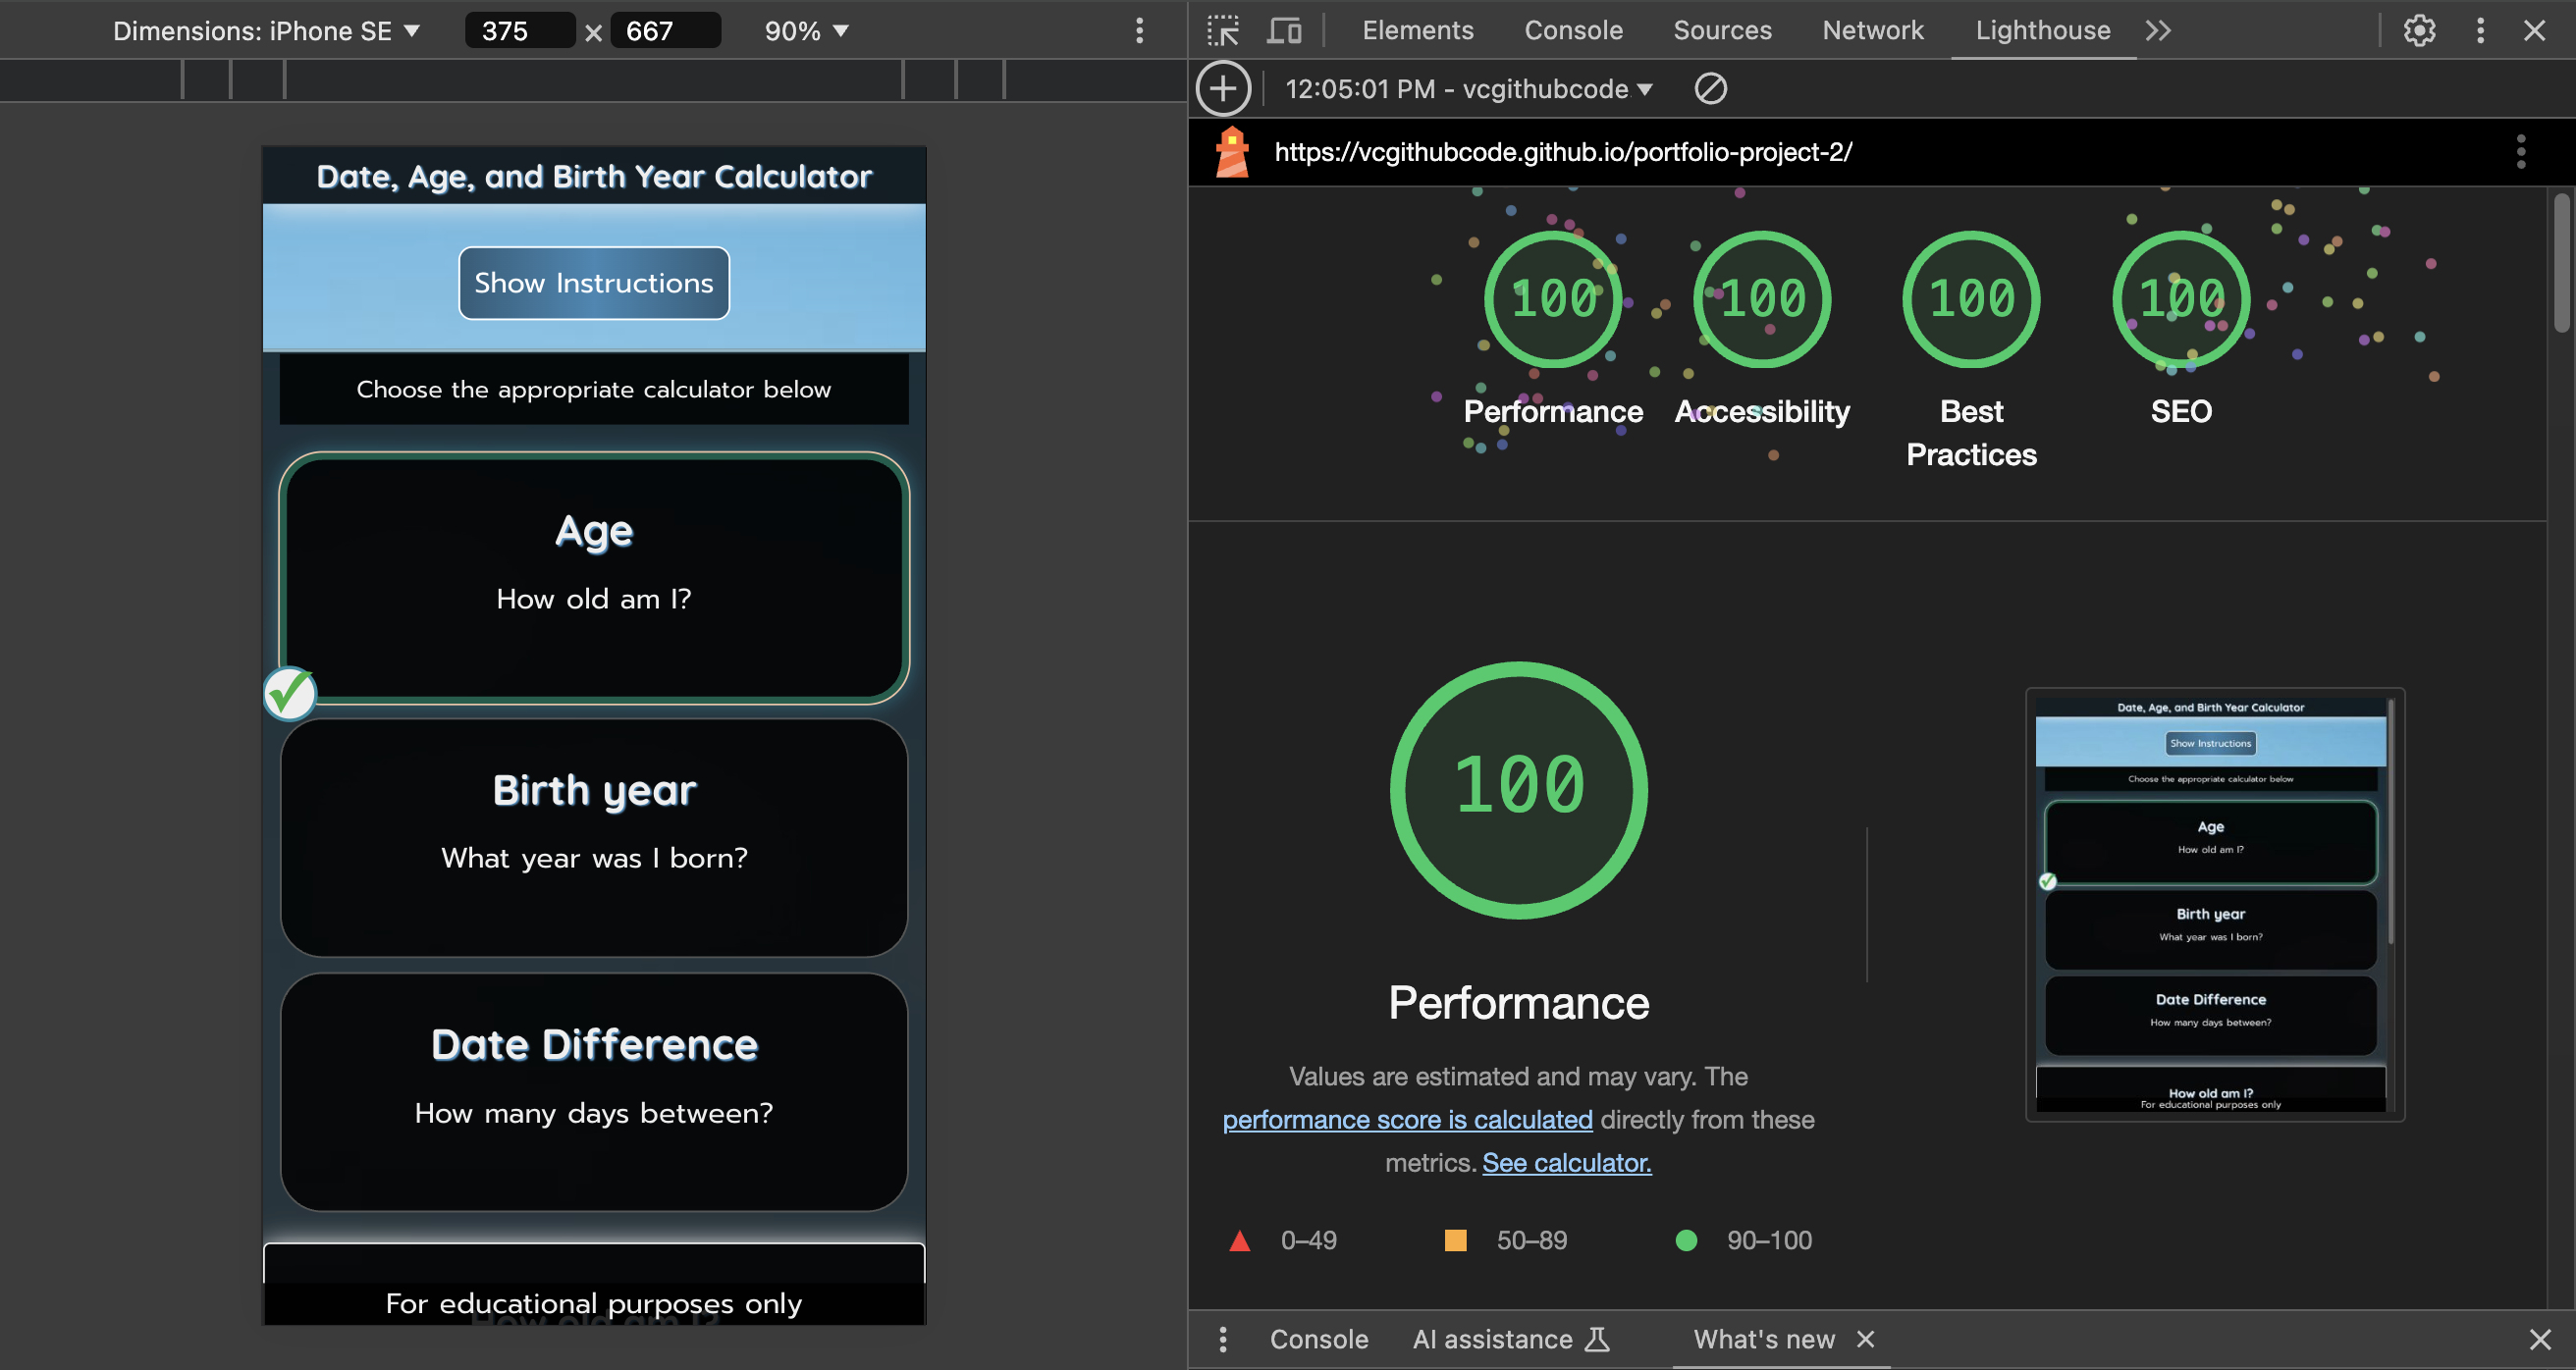 Dimensions: iPhone SE
375 × 667
90%
Date, Age, and Birth Year Calculator
Show Instructions
Choose the appropriate calculator below
Age
How old am I?
Birth year
What year was I born?
Date Difference
How many days between?
For educational purposes only
How old am I?
Elements Console Sources Network Lighthouse
12:05:01 PM - vcgithubcode.
https://vcgithubcode.github.io/portfolio-project-2/
100 100 100 100
Performance Accessibility Best SEO
Practices
100
Performance
Values are estimated and may vary. The
performance score is calculated directly from these
metrics. See calculator.
0–49 50–89 90–100
Date, Age, and Birth Year Calculator
Show Instructions
Choose the appropriate calculator below
Age
How old am I?
Birth year
What year was I born?
Date Difference
How many days between?
How old am I?
For educational purposes only
Console AI assistance What's new